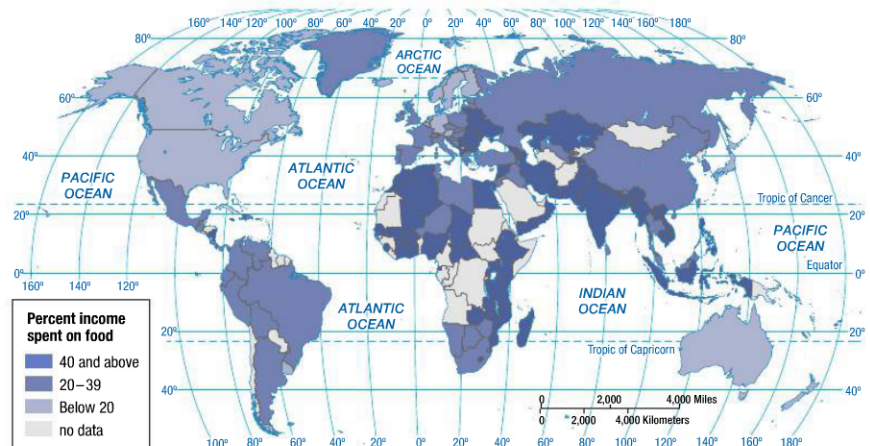 160° 140° 120° 100° 80° 60° 40° 20° 0° 20° 40° 60° 80° 100° 120° 140° 160° 180°
80°
ARCTIC
OCEAN
80°
60°
60°
40°
40°
PACIFIC
OCEAN
ATLANTIC
OCEAN
Tropic of Cancer
20°
20°
PACIFIC
OCEAN
160°
140°
120°
0°
Equator
0°
ATLANTIC
OCEAN
INDIAN
OCEAN
20°
20°
Tropic of Capricorn
40°
40°
Percent income
spent on food
40 and above
20–39
Below 20
no data
0 2,000 4,000 Miles
0 2,000 4,000 Kilometers
100° 80° 60° 40° 20° 0° 20° 40° 60° 80° 100° 120° 140° 160° 180°